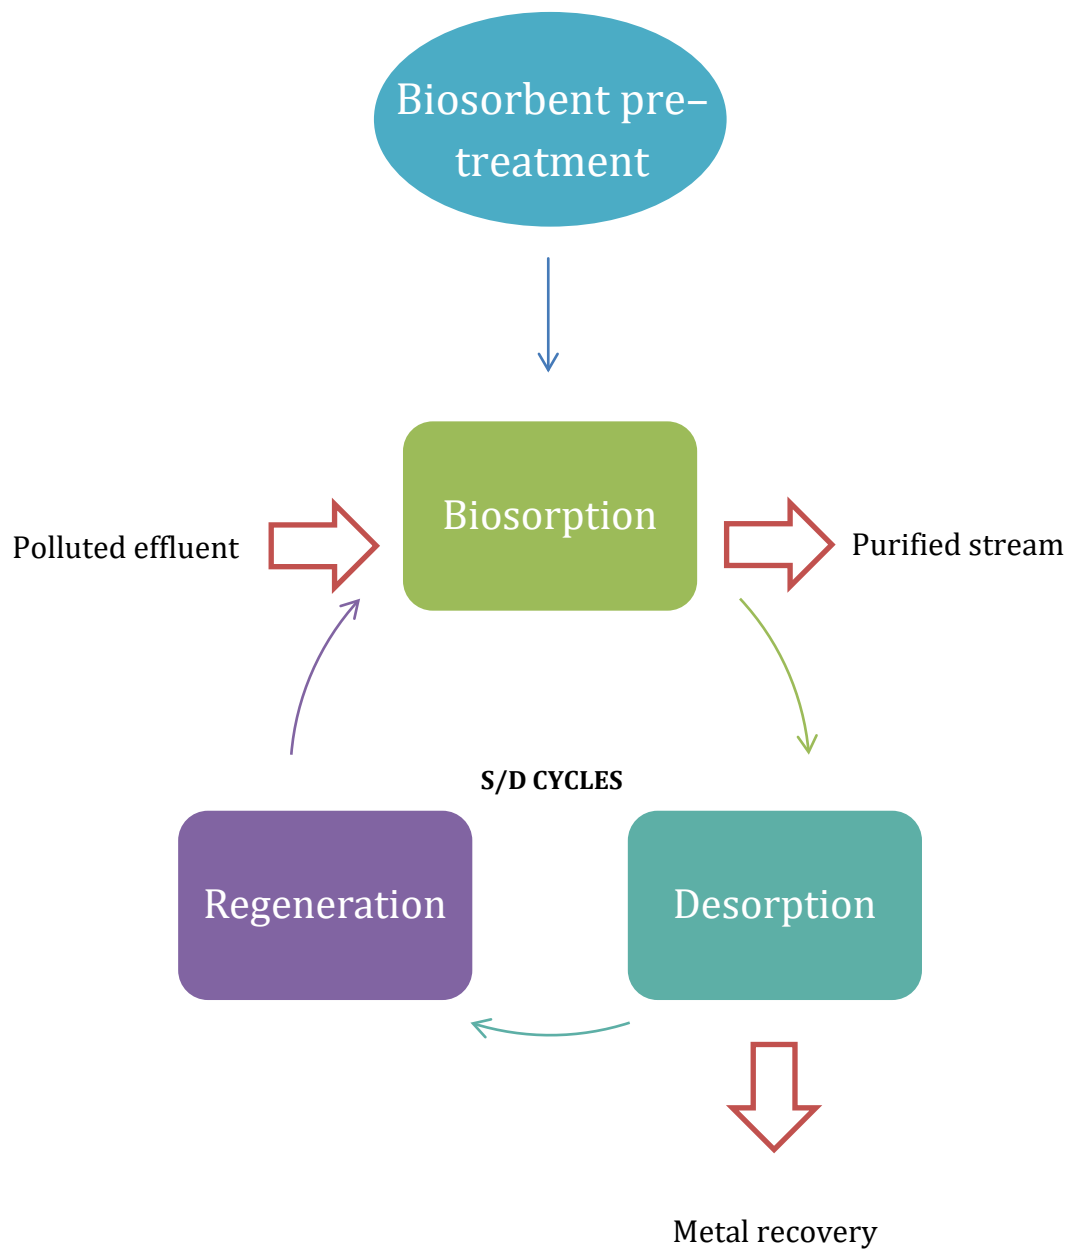 Biosorbent pre–
treatment
Biosorption
Polluted effluent
Purified stream
S/D CYCLES
Regeneration
Desorption
Metal recovery